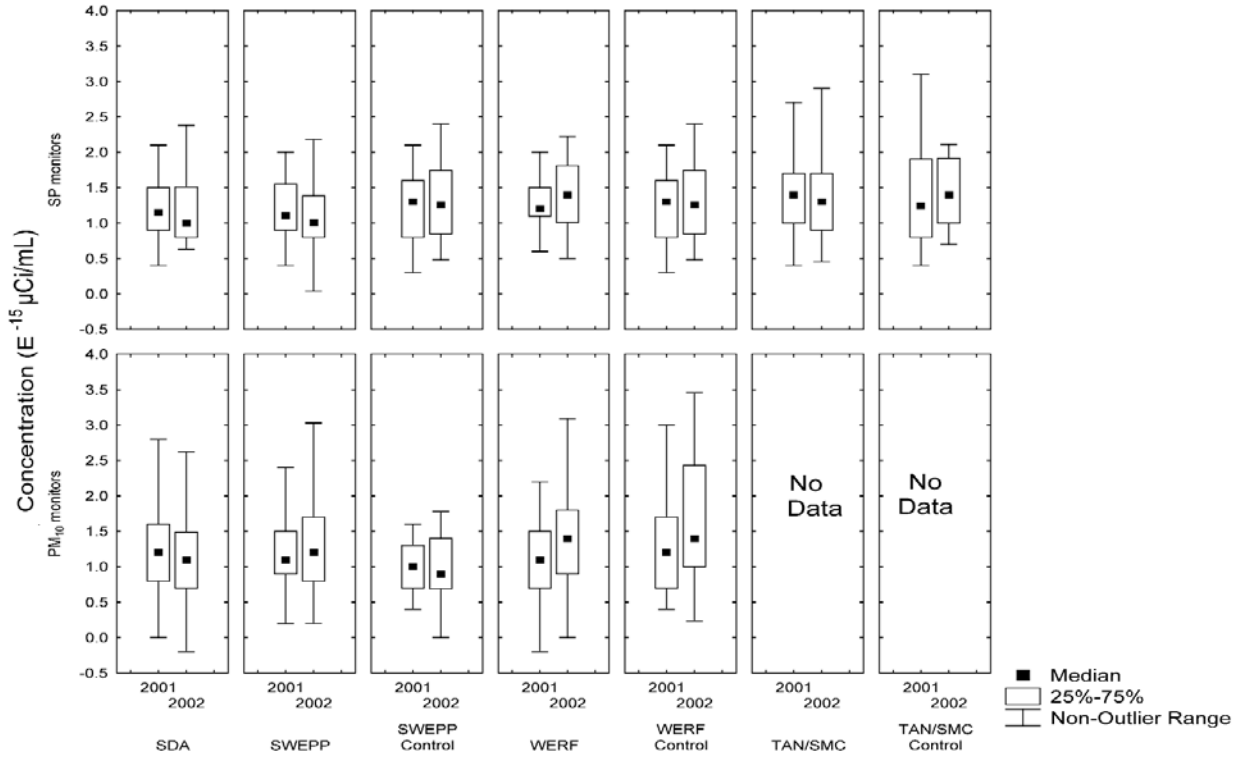 Concentration (E -15 μCi/mL)
SP monitors
4.0
3.5
3.0
2.5
2.0
1.5
1.0
0.5
0.0
-0.5
PM10 monitors
4.0
3.5
3.0
2.5
2.0
1.5
1.0
0.5
0.0
-0.5
No
Data
No
Data
2001 2001 2001 2001 2001 2001 2001
2002 2002 2002 2002 2002 2002 2002
SDA
SWEPP
SWEPP
Control
WERF
WERF
Control
TAN/SMC
TAN/SMC
Control
Median
25%-75%
Non-Outlier Range